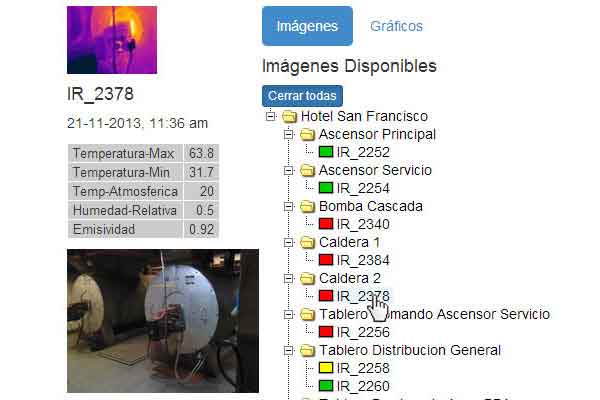 IR_2378
21-11-2013, 11:36 am
Temperatura-Max 63.8
Temperatura-Min 31.7
Temp-Atmosferica 20
Humedad-Relativa 0.5
Emisividad 0.92
Imágenes Gráficos
Imágenes Disponibles
Cerrar todas
Hotel San Francisco
Ascensor Principal
IR_2252
Ascensor Servicio
IR_2254
Bomba Cascada
IR_2340
Caldera 1
IR_2384
Caldera 2
IR_2378
Tablero Comando Ascensor Servicio
IR_2256
Tablero Distribucion General
IR_2258
IR_2260